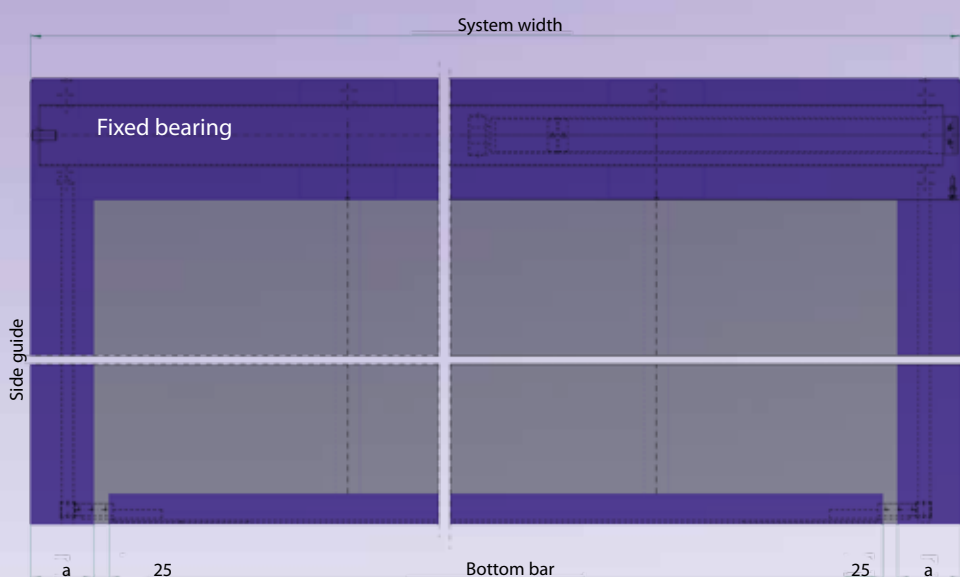 System width
Fixed bearing
Side guide
a
25
Bottom bar
25
a